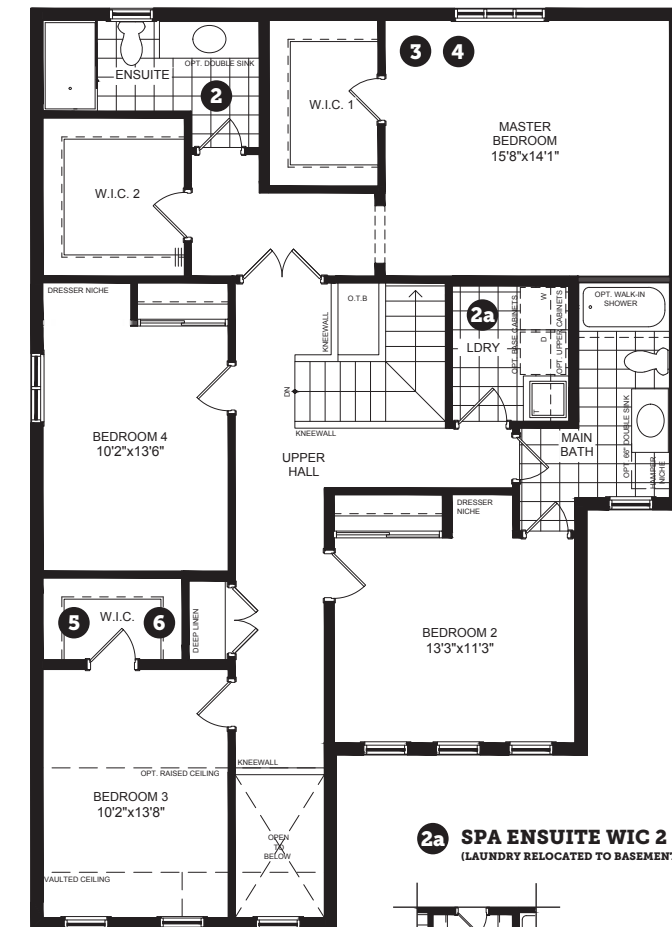 ENSUITE
OPT. DOUBLE SINK
2
W.I.C. 1
3 4
MASTER
BEDROOM
15'8"x14'1"
W.I.C. 2
DRESSER NICHE
KNEEWALL
O.T.B
DN
KNEEWALL
2a
LDRY
OPT. BASE CABINETS
W
D
OPT. UPPER CABINETS
T
OPT. WALK-IN
SHOWER
MAIN
BATH
OPT. 66" DOUBLE SINK
HAMPER
NICHE
BEDROOM 4
10'2"x13'6"
UPPER
HALL
DRESSER
NICHE
5 W.I.C. 6
DEEP LINEN
BEDROOM 2
13'3"x11'3"
KNEEWALL
OPT. RAISED CEILING
BEDROOM 3
10'2"x13'8"
OPEN
TO
BELOW
VAULTED CEILING
2a SPA ENSUITE WIC 2
(LAUNDRY RELOCATED TO BASEMENT